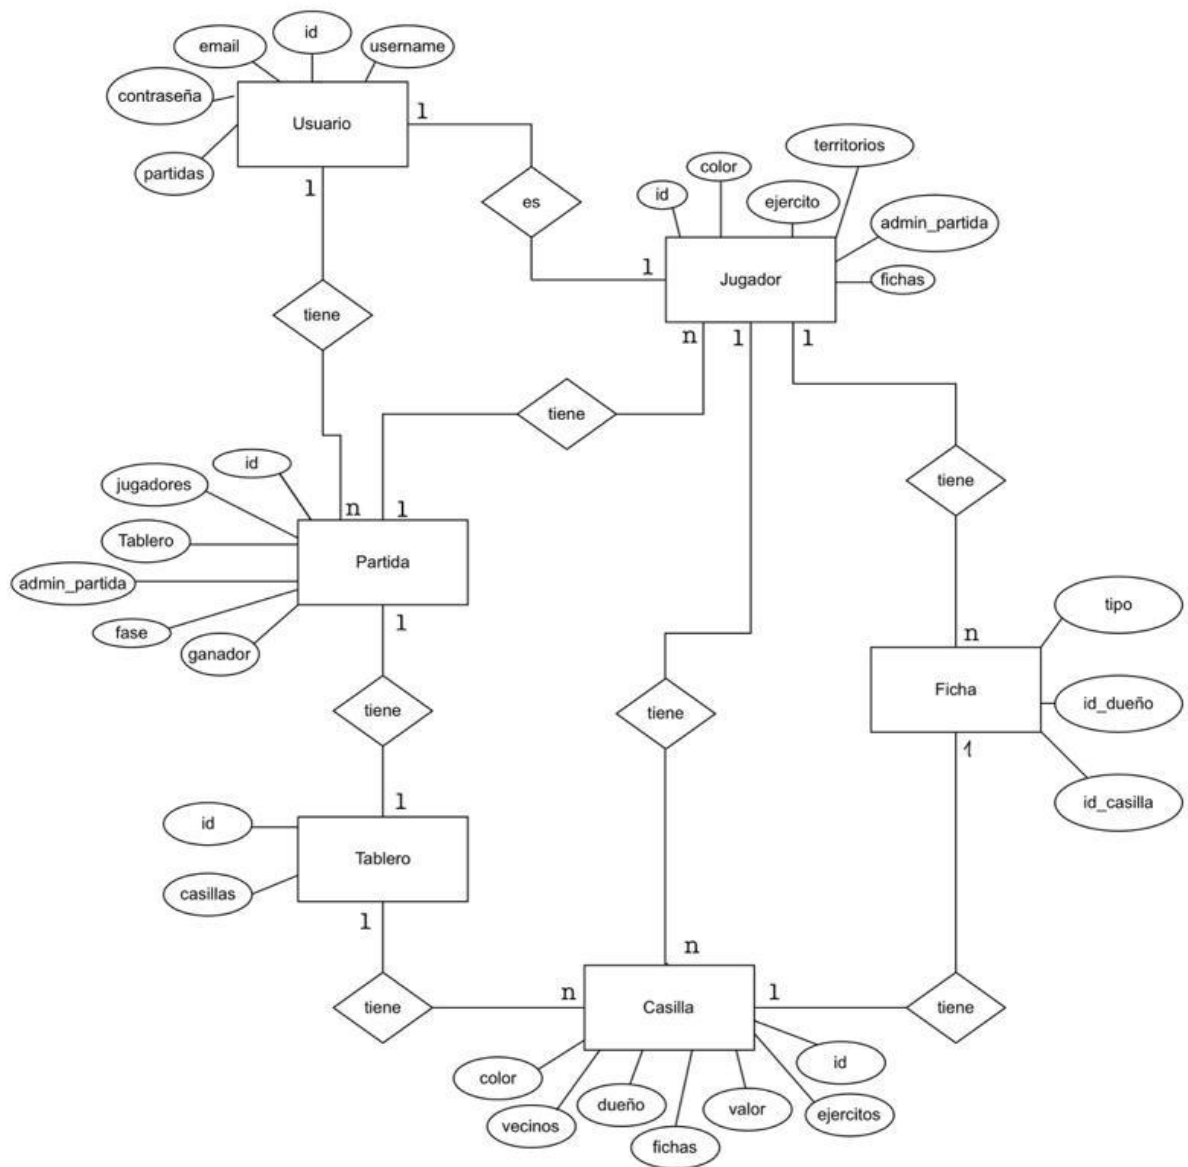 id
email
username
contraseña
Usuario
1
partidas
1
territorios
color
id
ejercito
es
admin_partida
1
Jugador
fichas
tiene
n
1
1
tiene
id
tiene
jugadores
n
1
Tablero
Partida
admin_partida
tipo
fase
1
n
ganador
Ficha
id_dueño
tiene
tiene
1
1
id_casilla
id
Tablero
casillas
1
n
n
1
tiene
Casilla
tiene
id
color
dueño
valor
ejercitos
vecinos
fichas